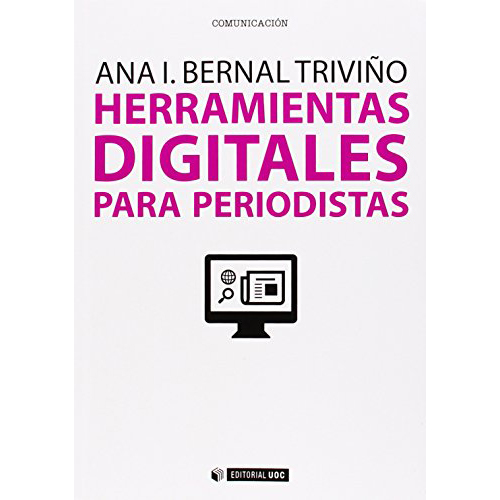 COMUNICACIÓN
ANA I. BERNAL TRIVIÑO
HERRAMIENTAS
DIGITALES
PARA PERIODISTAS
EDITORIAL UOC